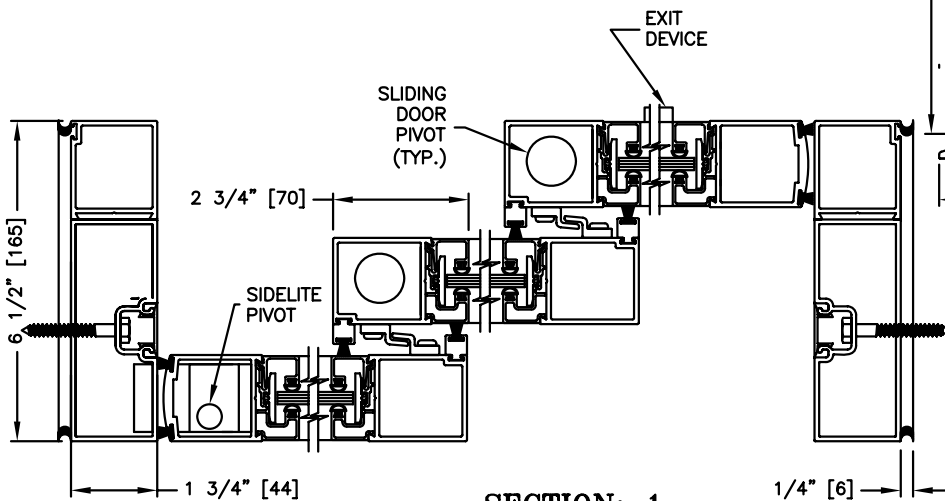 EXIT
DEVICE
SLIDING
DOOR
PIVOT
(TYP.)
2 3/4" [70]
6 1/2" [165]
SIDELITE
PIVOT
1 3/4" [44]
SECTION: 1
1/4" [6]